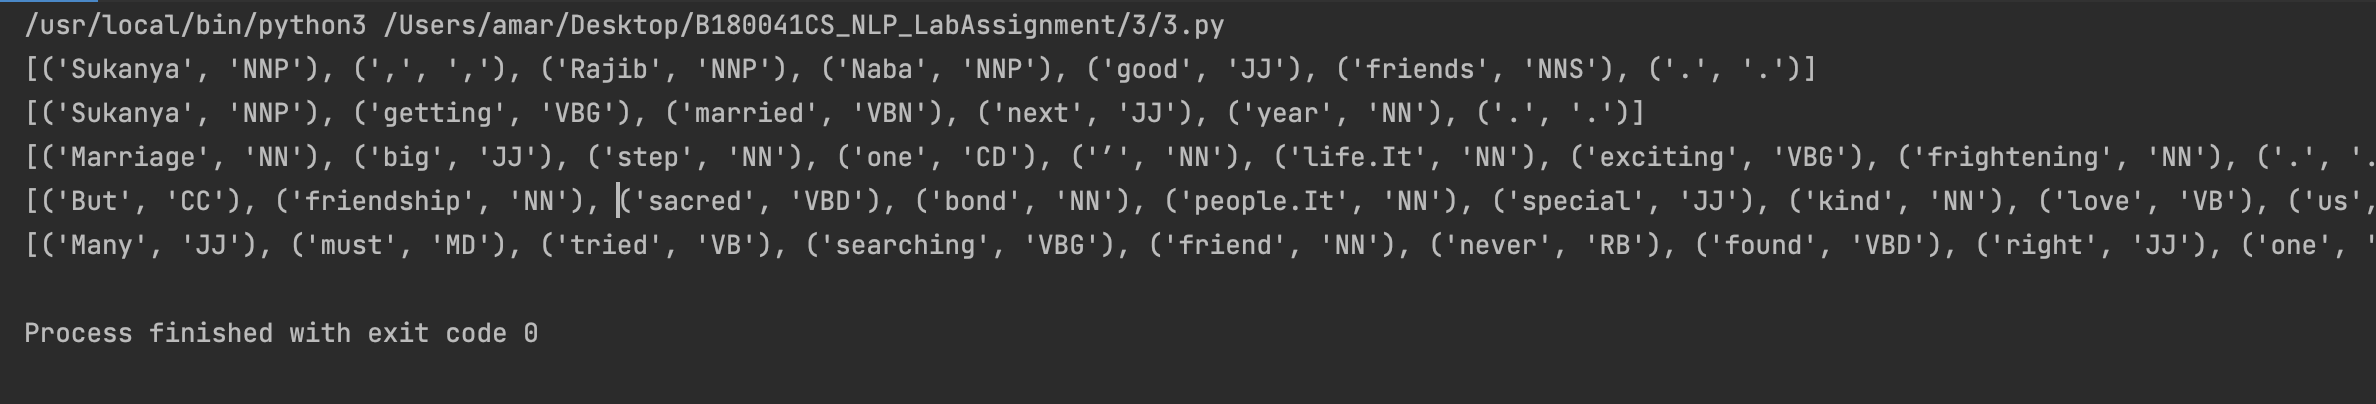 /usr/local/bin/python3 /Users/amar/Desktop/B180041CS_NLP_LabAssignment/3/3.py
[('Sukanya', 'NNP'), (',', ','), ('Rajib', 'NNP'), ('Naba', 'NNP'), ('good', 'JJ'), ('friends', 'NNS'), ('.', '.')]
[('Sukanya', 'NNP'), ('getting', 'VBG'), ('married', 'VBN'), ('next', 'JJ'), ('year', 'NN'), ('.', '.')]
[('Marriage', 'NN'), ('big', 'JJ'), ('step', 'NN'), ('one', 'CD'), ('’', 'NN'), ('life.It', 'NN'), ('exciting', 'VBG'), ('frightening', 'NN'), ('.', '.
[('But', 'CC'), ('friendship', 'NN'), ('sacred', 'VBD'), ('bond', 'NN'), ('people.It', 'NN'), ('special', 'JJ'), ('kind', 'NN'), ('love', 'VB'), ('us',
[('Many', 'JJ'), ('must', 'MD'), ('tried', 'VB'), ('searching', 'VBG'), ('friend', 'NN'), ('never', 'RB'), ('found', 'VBD'), ('right', 'JJ'), ('one', '
Process finished with exit code 0